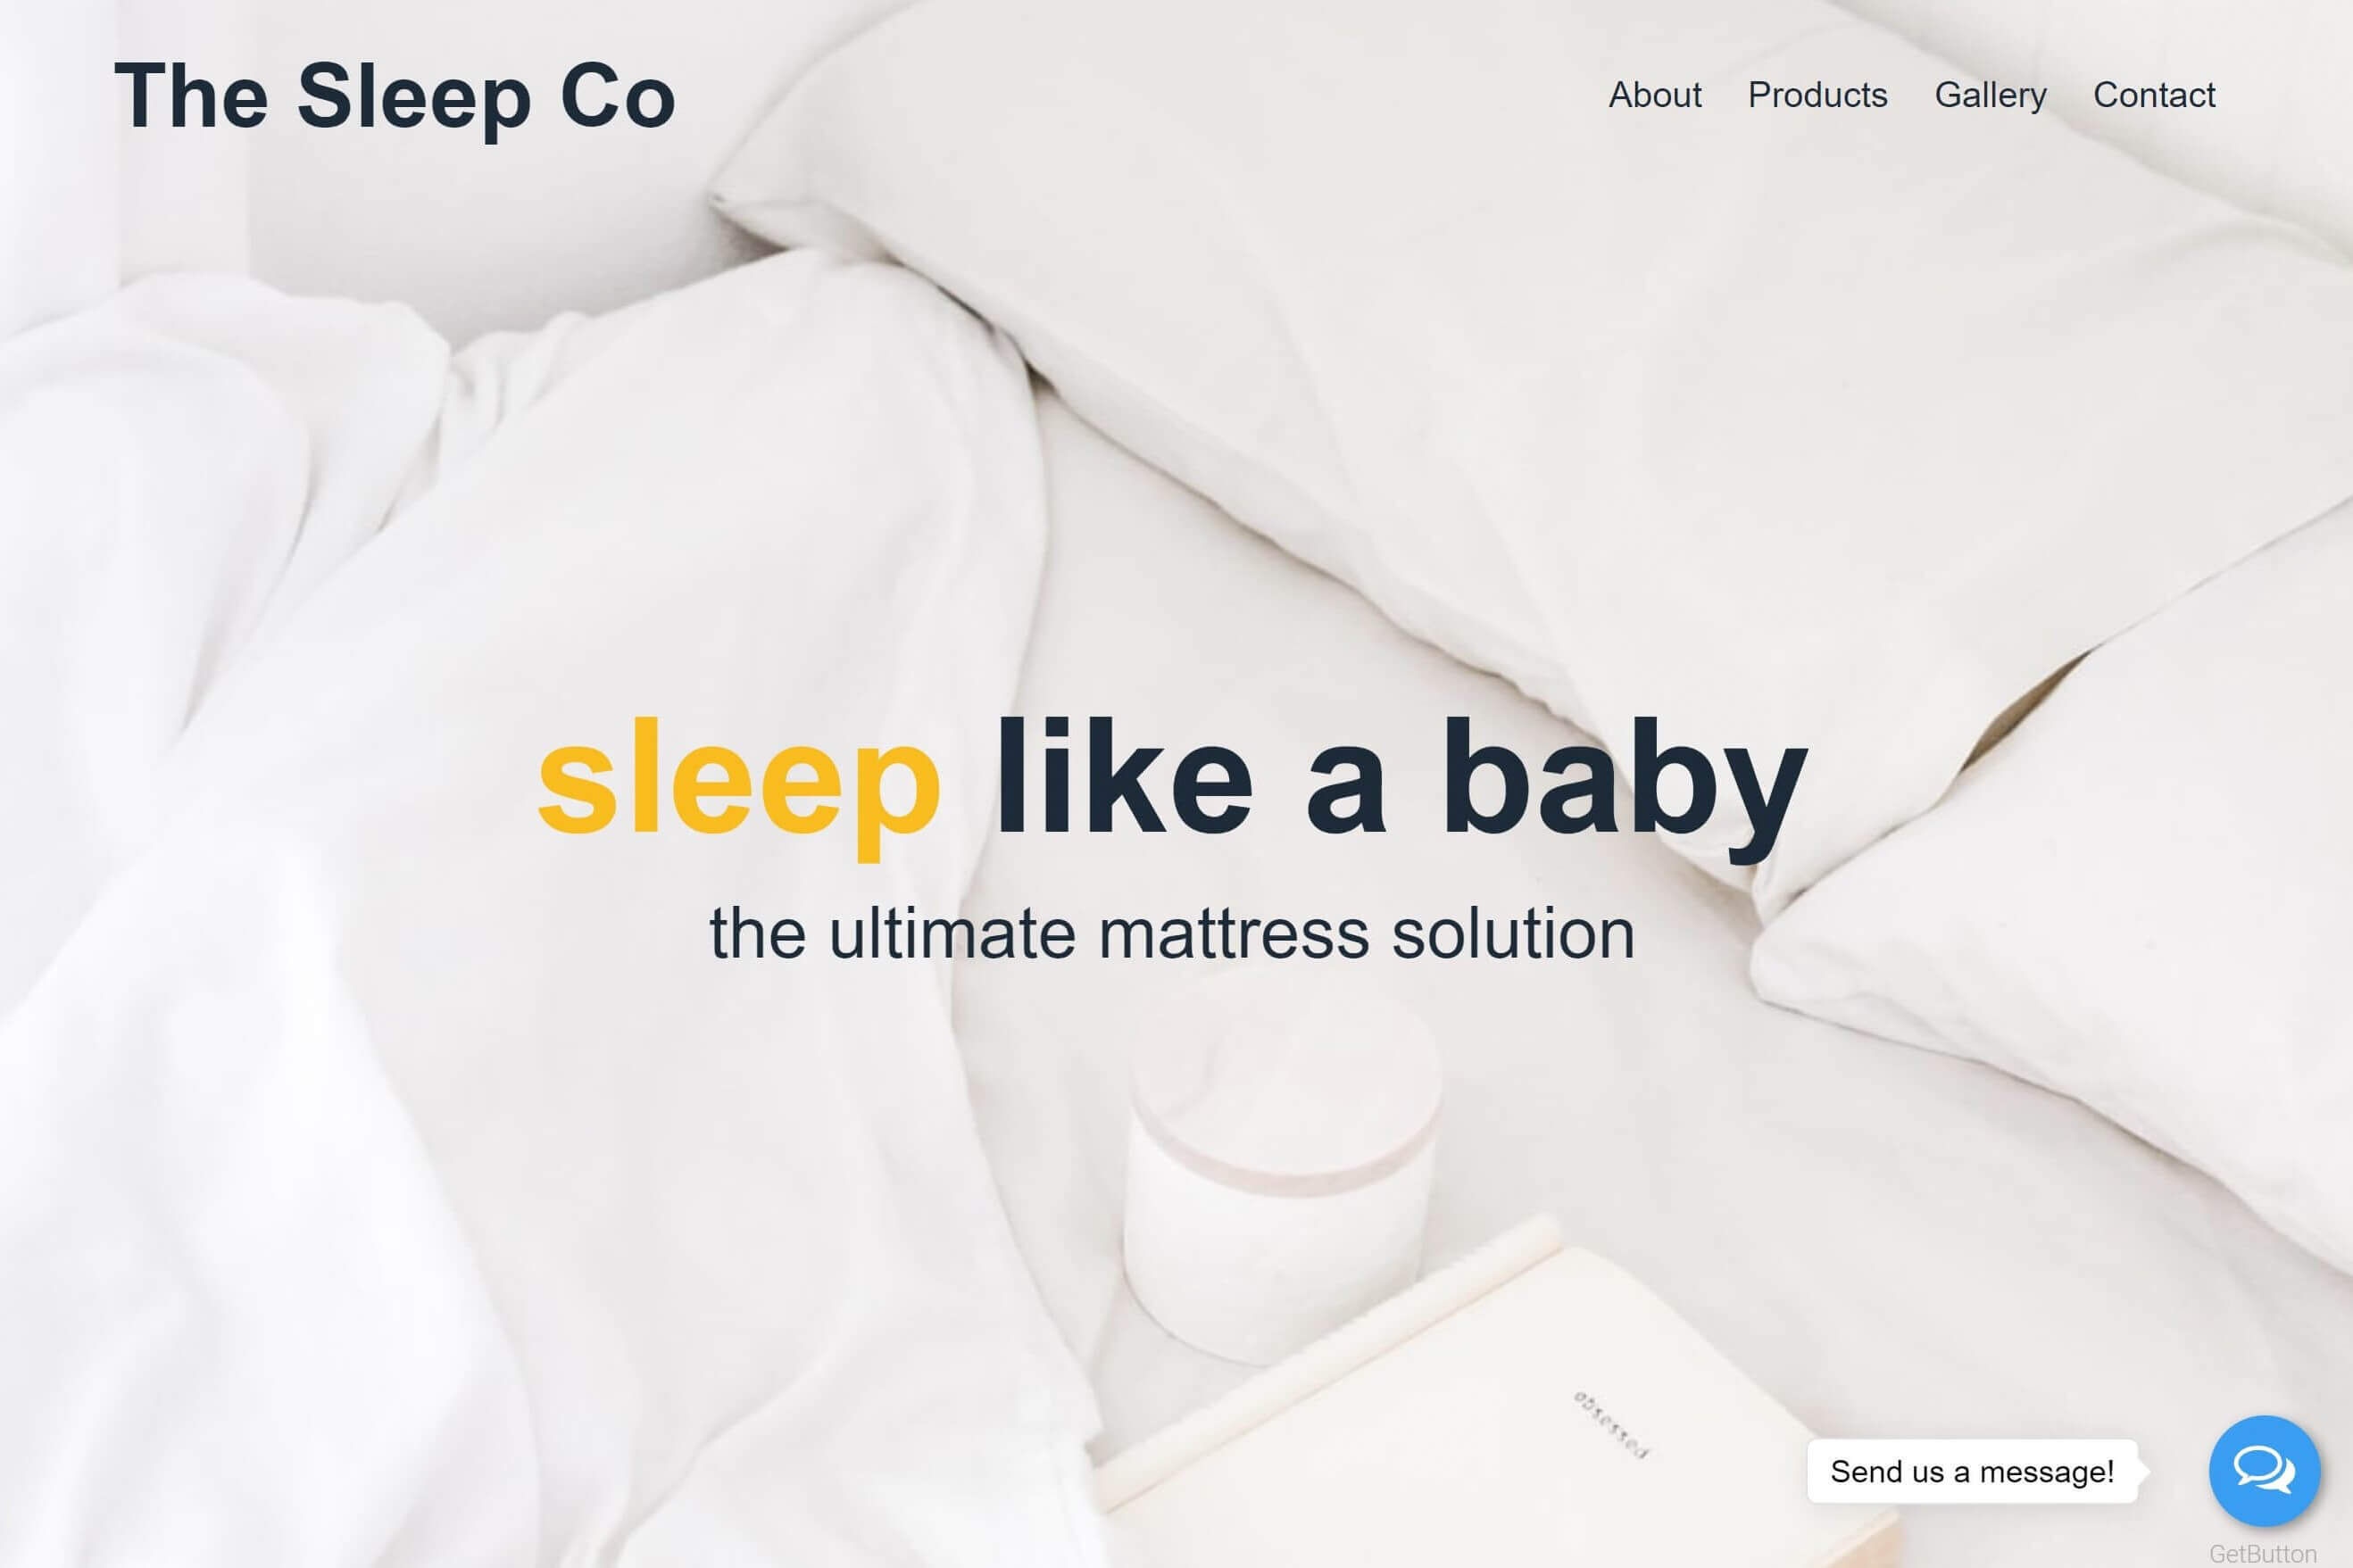 The Sleep Co
About Products Gallery Contact
sleep like a baby
the ultimate mattress solution
obsessed
Send us a message!
GetButton